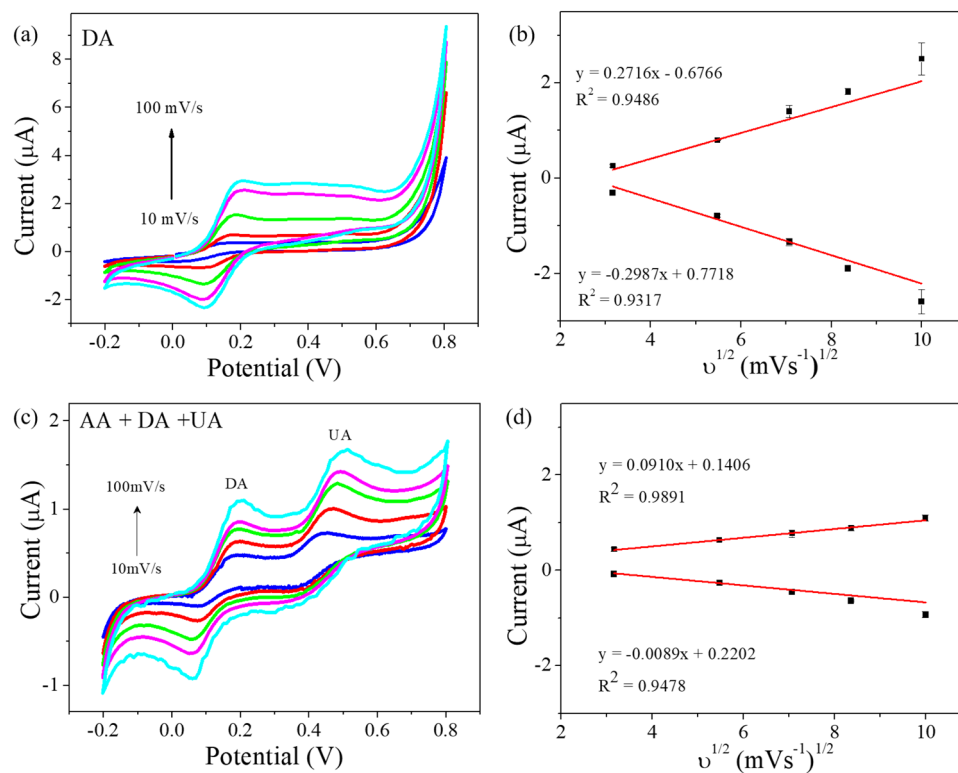 (a)
DA
100 mV/s
10 mV/s
8
6
4
2
0
-2
Current (μA)
-0.2
0.0
0.2
0.4
0.6
0.8
Potential (V)
(b)
y = 0.2716x - 0.6766
R² = 0.9486
y = -0.2987x + 0.7718
R² = 0.9317
2
0
-2
Current (μA)
2
4
6
8
10
υ¹/² (mVs⁻¹)¹/²
(c)
AA + DA +UA
UA
DA
100mV/s
10mV/s
2
1
0
-1
Current (μA)
-0.2
0.0
0.2
0.4
0.6
0.8
Potential (V)
(d)
y = 0.0910x + 0.1406
R² = 0.9891
y = -0.0089x + 0.2202
R² = 0.9478
2
0
-2
Current (μA)
2
4
6
8
10
υ¹/² (mVs⁻¹)¹/²